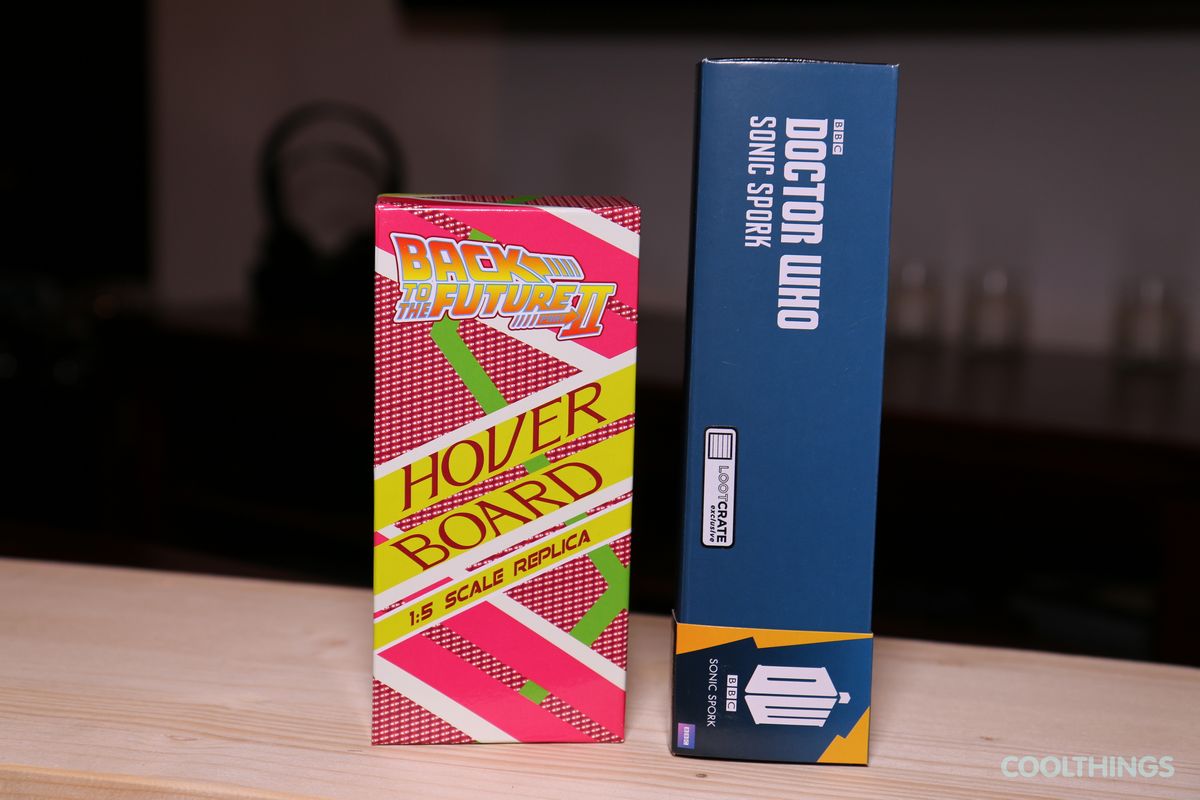 BACK
TO THE FUTURE II
HOVER
BOARD
1:5 SCALE REPLICA
BBC
DOCTOR WHO
SONIC SPORK
LOOTCRATE
exclusive
DW
BBC
SONIC SPORK
COOLTHINGS